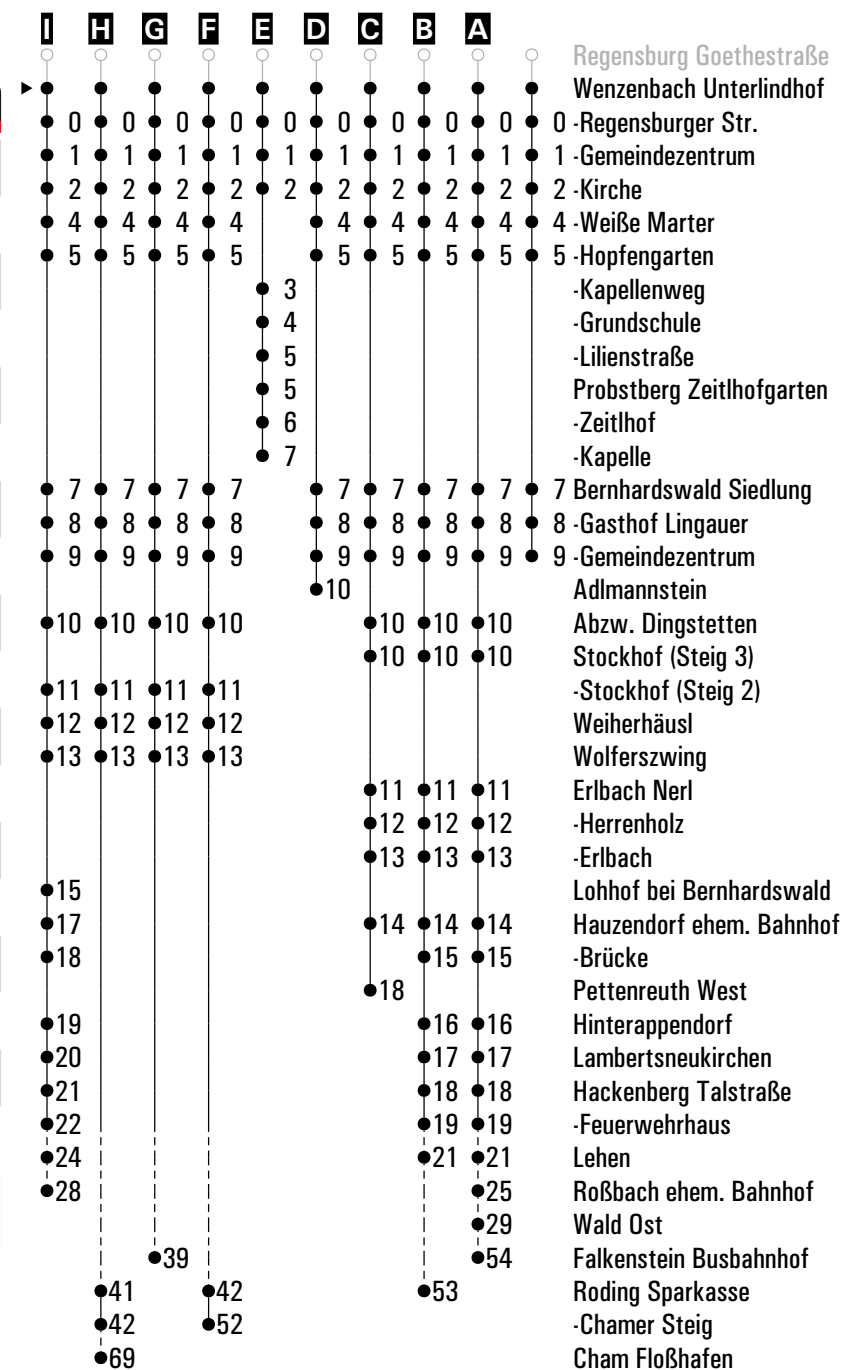 I H G F E D C B A
Regensburg Goethestraße
Wenzenbach Unterlindhof
0 0 0 0 0 0 0 0 0 0 -Regensburger Str.
1 1 1 1 1 1 1 1 1 1 -Gemeindezentrum
2 2 2 2 2 2 2 2 2 2 -Kirche
4 4 4 4 4 4 4 4 4 -Weiße Marter
5 5 5 5 5 5 5 5 5 -Hopfengarten
3 -Kapellenweg
4 -Grundschule
5 -Lilienstraße
5 Probstberg Zeitlhofgarten
6 -Zeitlhof
7 -Kapelle
7 7 7 7 7 7 7 7 7 Bernhardswald Siedlung
8 8 8 8 8 8 8 8 8 -Gasthof Lingauer
9 9 9 9 9 9 9 9 9 -Gemeindezentrum
10 Adlmannstein
10 10 10 10 10 10 10 Abzw. Dingstetten
10 10 10 Stockhof (Steig 3)
11 11 11 11 -Stockhof (Steig 2)
12 12 12 12 Weiherhäusl
13 13 13 13 Wolferszwing
11 11 11 Erlbach Nerl
12 12 12 -Herrenholz
13 13 13 -Erlbach
15 Lohhof bei Bernhardswald
17 14 14 14 Hauzendorf ehem. Bahnhof
18 15 15 -Brücke
18 Pettenreuth West
19 16 16 Hinterappendorf
20 17 17 Lambertsneukirchen
21 18 18 Hackenberg Talstraße
22 19 19 -Feuerwehrhaus
24 21 21 Lehen
28 25 Roßbach ehem. Bahnhof
29 Wald Ost
39 54 Falkenstein Busbahnhof
41 42 53 Roding Sparkasse
42 52 -Chamer Steig
69 Cham Floßhafen